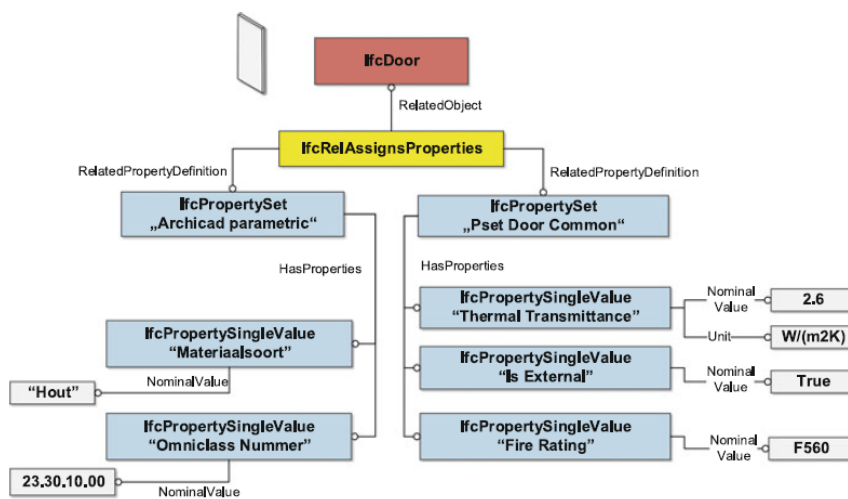 IfcDoor
RelatedObject
IfcRelAssignsProperties
RelatedPropertyDefinition
RelatedPropertyDefinition
IfcPropertySet
„Archicad parametric“
IfcPropertySet
„Pset Door Common“
HasProperties
HasProperties
IfcPropertySingleValue
“Thermal Transmittance”
Nominal
Value
2.6
Unit
W/(m2K)
IfcPropertySingleValue
“Materiaalsoort”
NominalValue
“Hout”
IfcPropertySingleValue
“Is External”
Nominal
Value
True
IfcPropertySingleValue
“Omniclass Nummer”
NominalValue
23.30.10.00
IfcPropertySingleValue
“Fire Rating”
Nominal
Value
F560